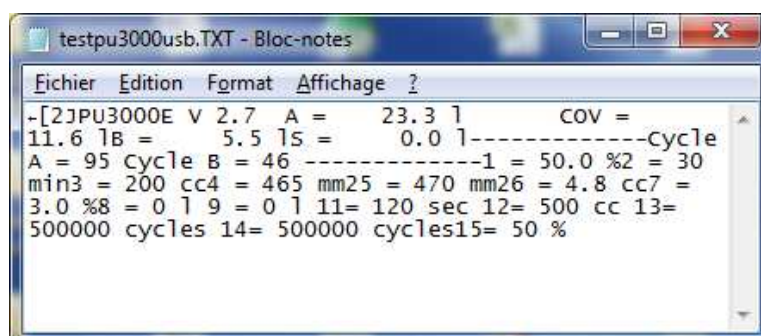 testpu3000usb.TXT - Bloc-notes
Fichier Edition Format Affichage ?
←[2JPU3000E V 2.7 A = 23.3 l COV =
11.6 lB = 5.5 lS = 0.0 l-------------Cycle
A = 95 Cycle B = 46 -------------1 = 50.0 %2 = 30
min3 = 200 cc4 = 465 mm25 = 470 mm26 = 4.8 cc7 =
3.0 %8 = 0 l 9 = 0 l 11= 120 sec 12= 500 cc 13=
500000 cycles 14= 500000 cycles15= 50 %